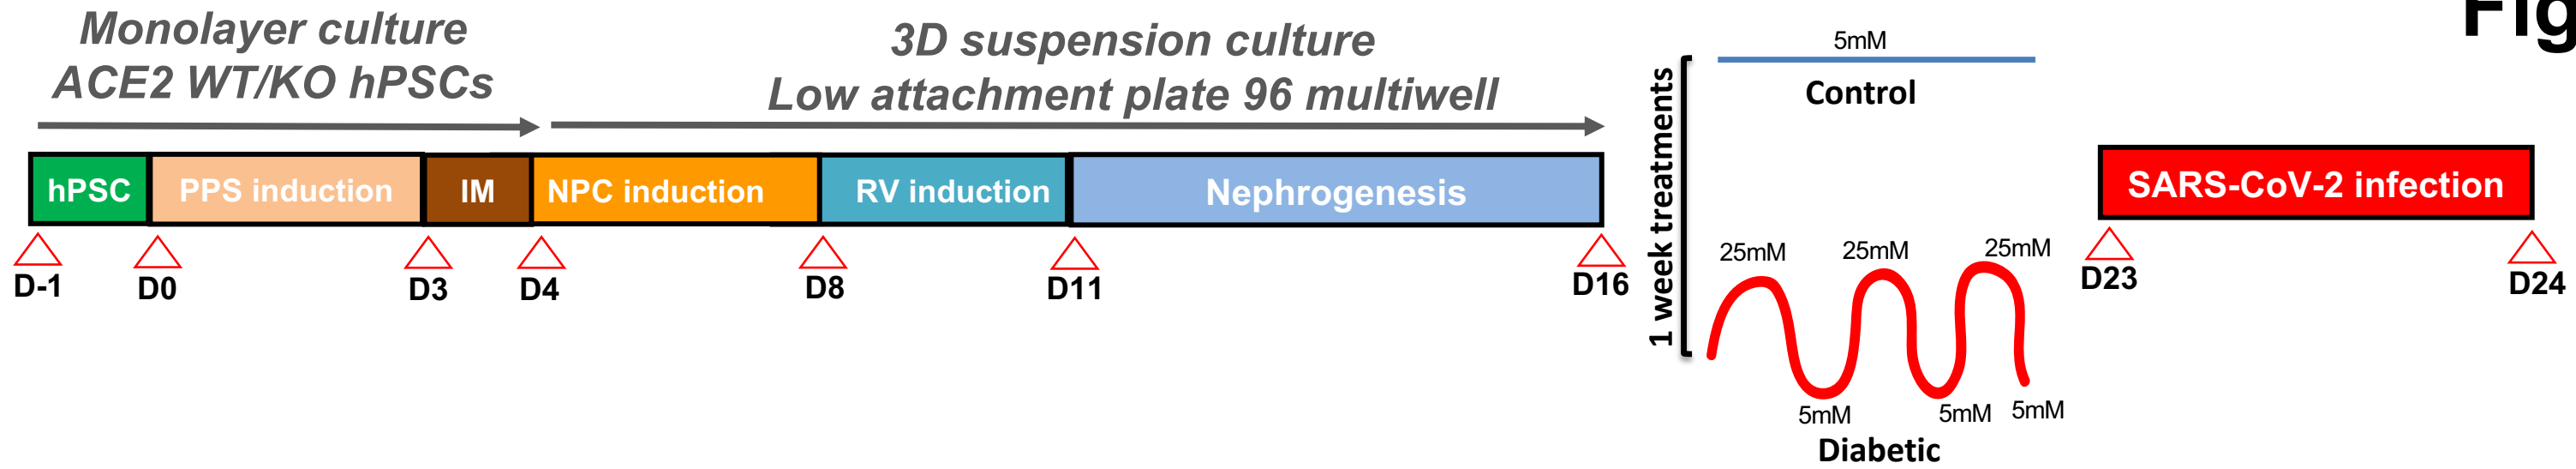 Monolayer culture
ACE2 WT/KO hPSCs
3D suspension culture
Low attachment plate 96 multiwell
Fig
hPSC
PPS induction
IM
NPC induction
RV induction
Nephrogenesis
D-1
D0
D3
D4
D8
D11
D16
1 week treatments
5mM
Control
25mM
25mM
25mM
5mM
5mM
5mM
Diabetic
SARS-CoV-2 infection
D23
D24